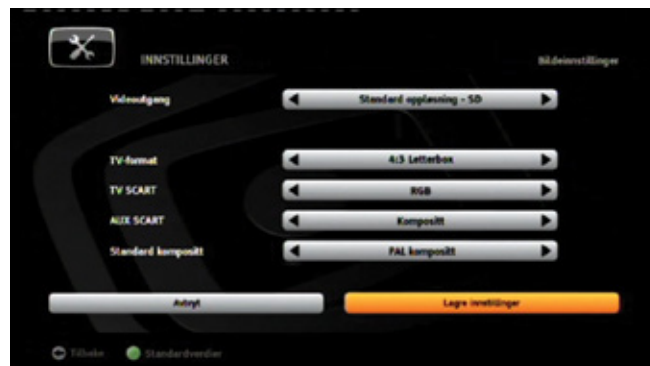 INNSTILLINGER Bildeinnstillinger
Videoutgang Standard oppløsning - SD
TV-format 4:3 Letterbox
TV SCART RGB
AUX SCART Kompositt
Standard kompositt PAL kompositt
Avbryt Lagre innstillinger
Tilbake Standardverdier